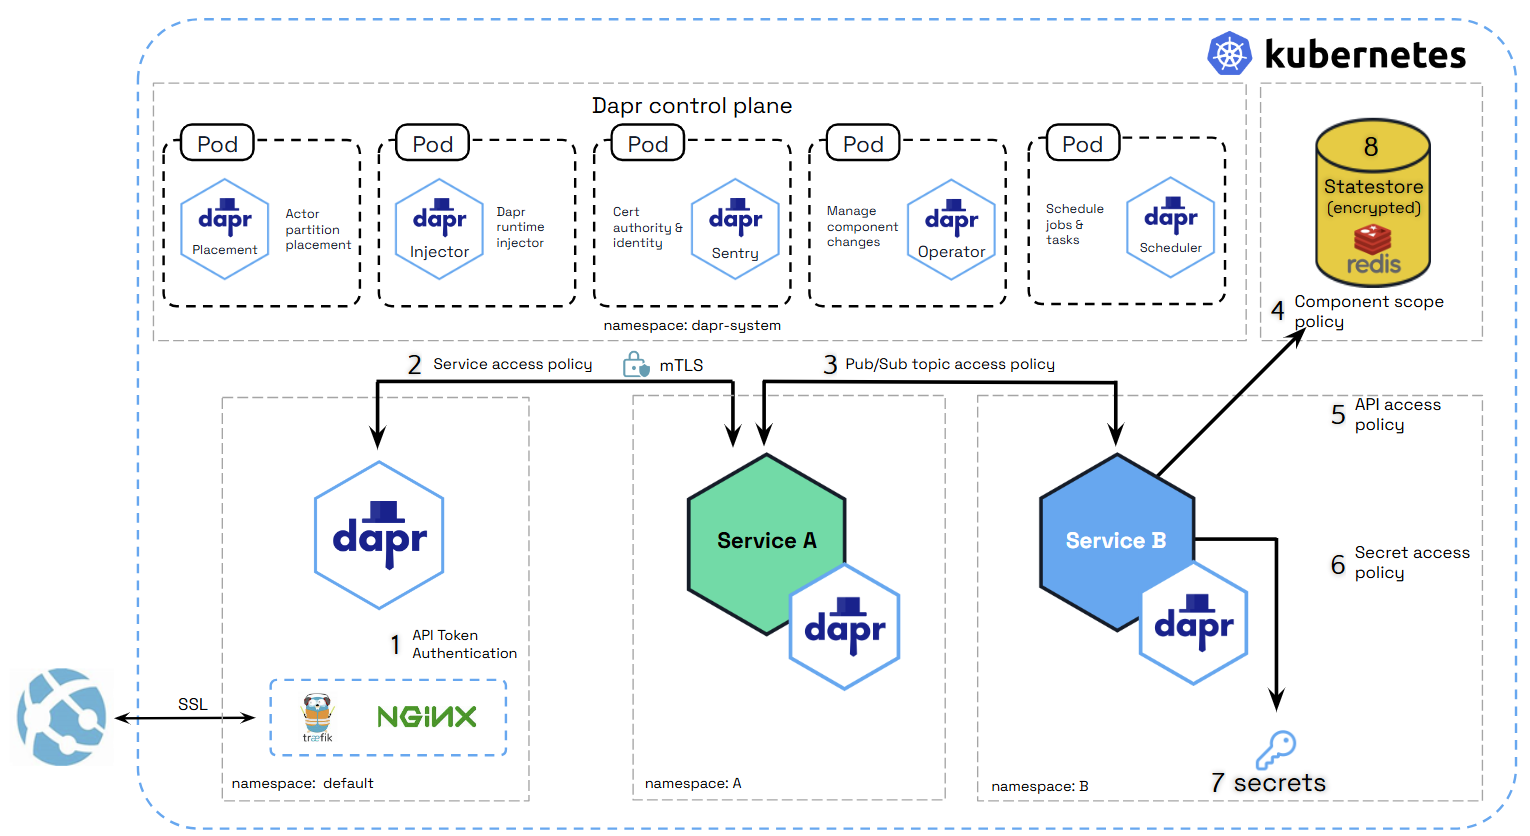 kubernetes
Dapr control plane
Pod
dapr
Placement
Actor
partition
placement
Pod
dapr
Injector
Dapr
runtime
injector
Pod
Cert
authority &
identity
dapr
Sentry
Pod
Manage
component
changes
dapr
Operator
Pod
Schedule
jobs &
tasks
dapr
Scheduler
namespace: dapr-system
8
Statestore
(encrypted)
redis
4 Component scope
policy
2 Service access policy
mTLS
3 Pub/Sub topic access policy
5 API access
policy
dapr
Service A
dapr
Service B
dapr
6 Secret access
policy
1 API Token
Authentication
SSL
træfik
NGINX
namespace: default
namespace: A
7 secrets
namespace: B